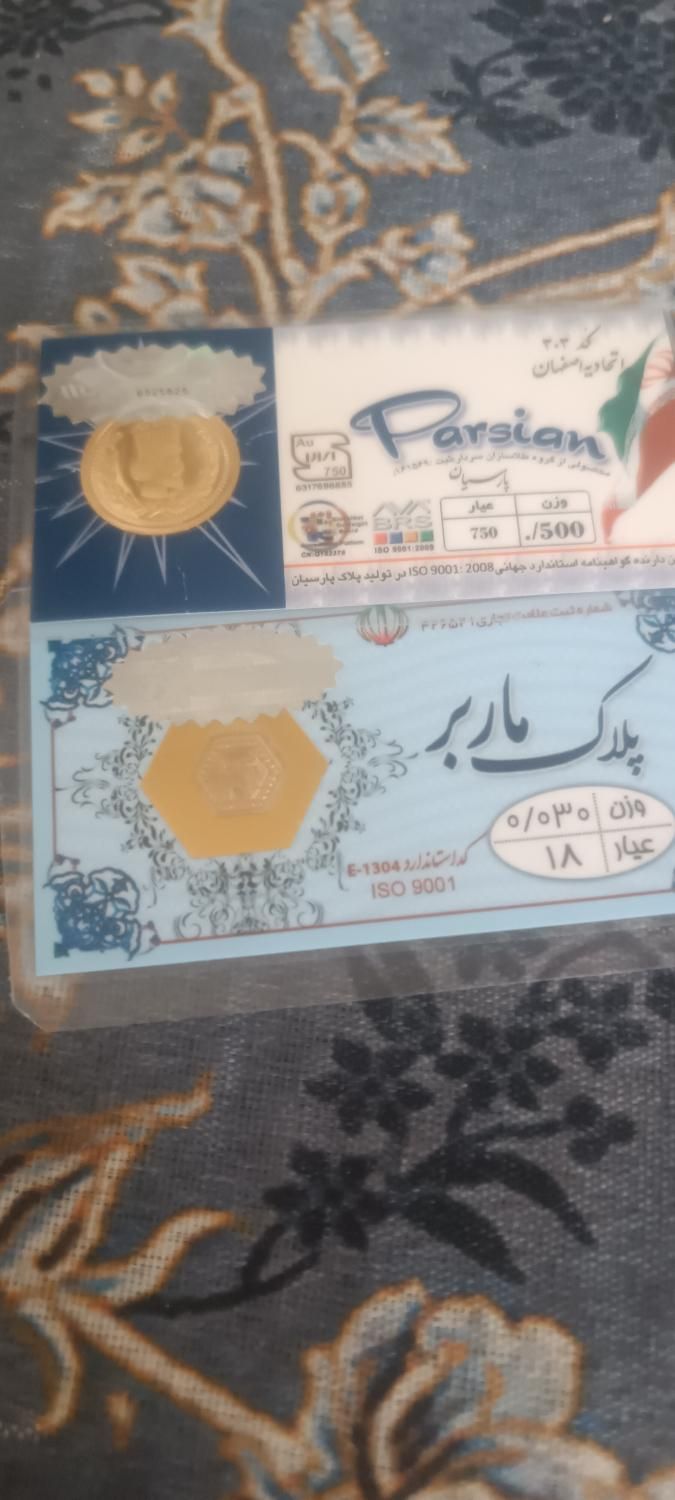 کد ۳۰۳
اتحادیه اصفهان
Parsian
پارسیان
Au
750
وزن عیار
./500 750
BRS
ISO 9001:2008
دارنده گواهینامه استاندارد جهانی ISO 9001: 2008 در تولید پلاک پارسیان
پلاک ماربر
وزن ۰/۰۳۰
عیار ۱۸
کد استاندارد E-1304
ISO 9001